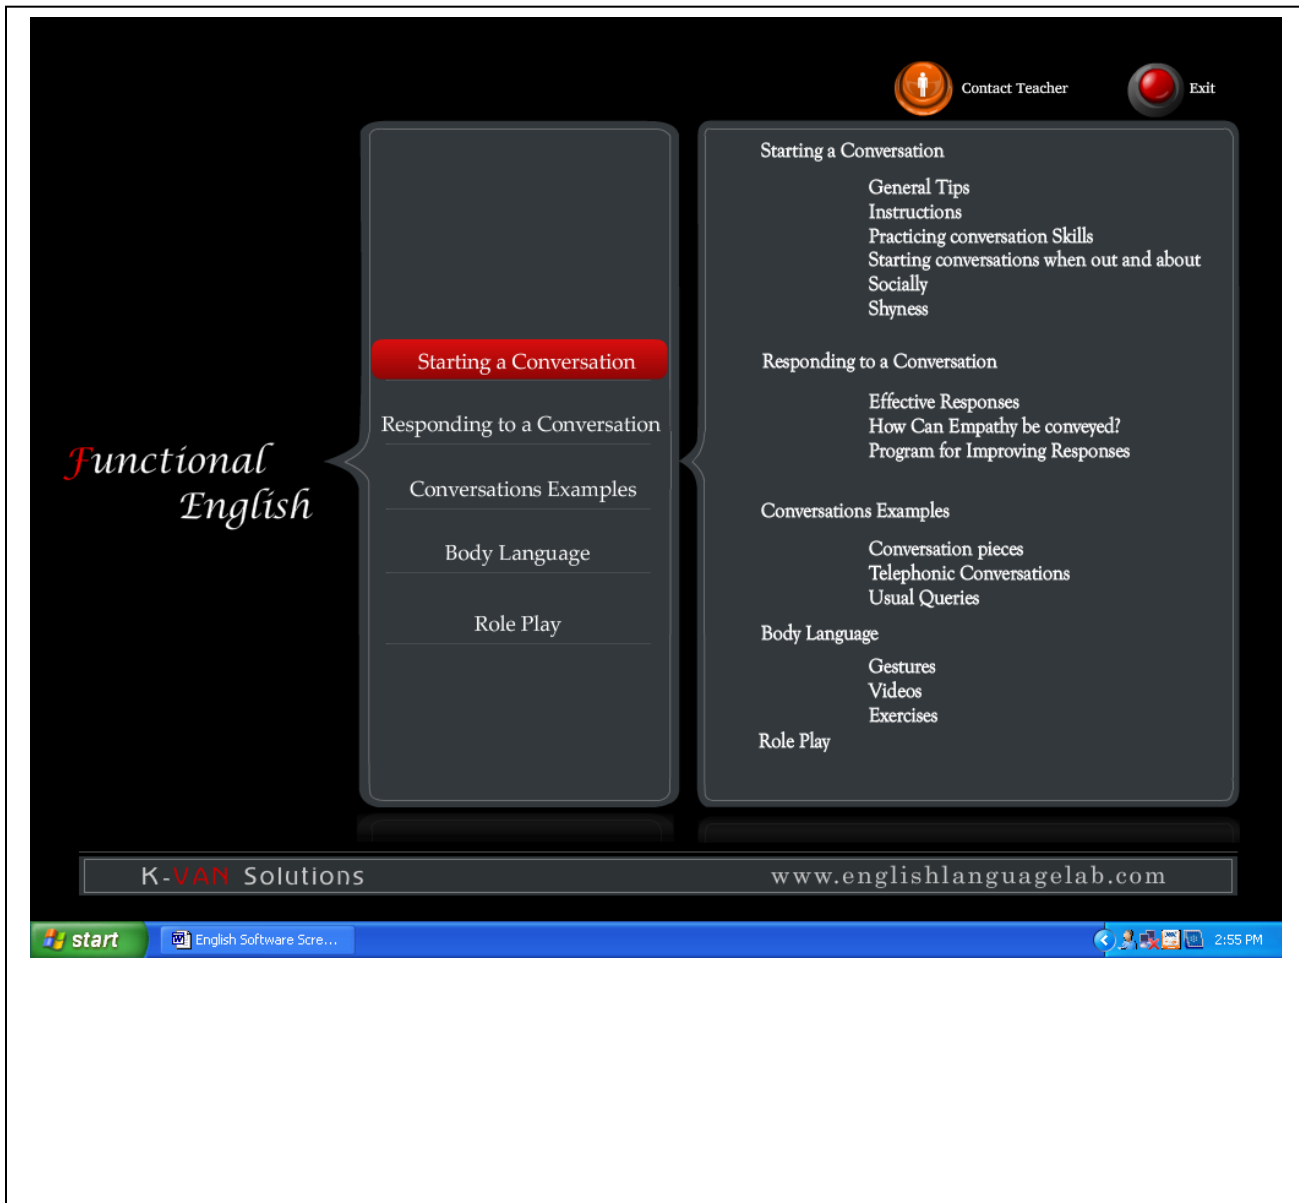 Contact Teacher
Exit
Functional
English
Starting a Conversation
Responding to a Conversation
Conversations Examples
Body Language
Role Play
Starting a Conversation
General Tips
Instructions
Practicing conversation Skills
Starting conversations when out and about
Socially
Shyness
Responding to a Conversation
Effective Responses
How Can Empathy be conveyed?
Program for Improving Responses
Conversations Examples
Conversation pieces
Telephonic Conversations
Usual Queries
Body Language
Gestures
Videos
Exercises
Role Play
K-VAN Solutions
www.englishlanguagelab.com
start
English Software Scre...
2:55 PM